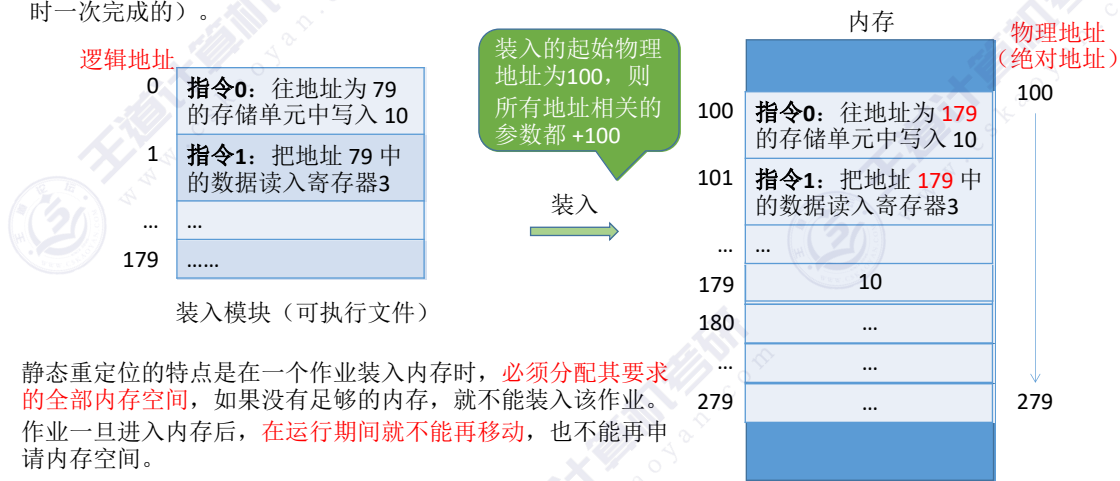 时一次完成的）。
逻辑地址
0
指令0：往地址为 79
的存储单元中写入 10
1
指令1：把地址 79 中
的数据读入寄存器3
...
...
179
……
装入模块（可执行文件）
装入的起始物理
地址为100，则
所有地址相关的
参数都 +100
装入
内存
物理地址
（绝对地址）
100
指令0：往地址为 179
的存储单元中写入 10
100
101
指令1：把地址 179 中
的数据读入寄存器3
...
...
179
10
180
...
...
...
279
...
279
静态重定位的特点是在一个作业装入内存时，必须分配其要求
的全部内存空间，如果没有足够的内存，就不能装入该作业。
作业一旦进入内存后，在运行期间就不能再移动，也不能再申
请内存空间。